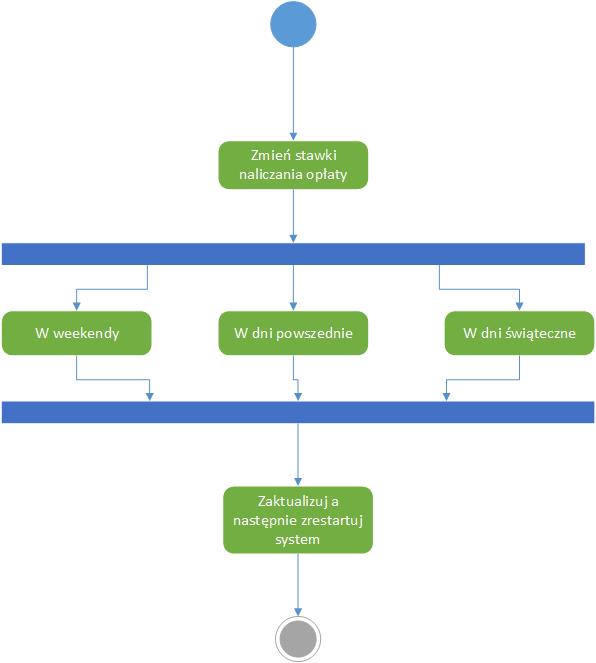 Zmień stawki
naliczania opłaty
W weekendy
W dni powszednie
W dni świąteczne
Zaktualizuj a
następnie zrestartuj
system